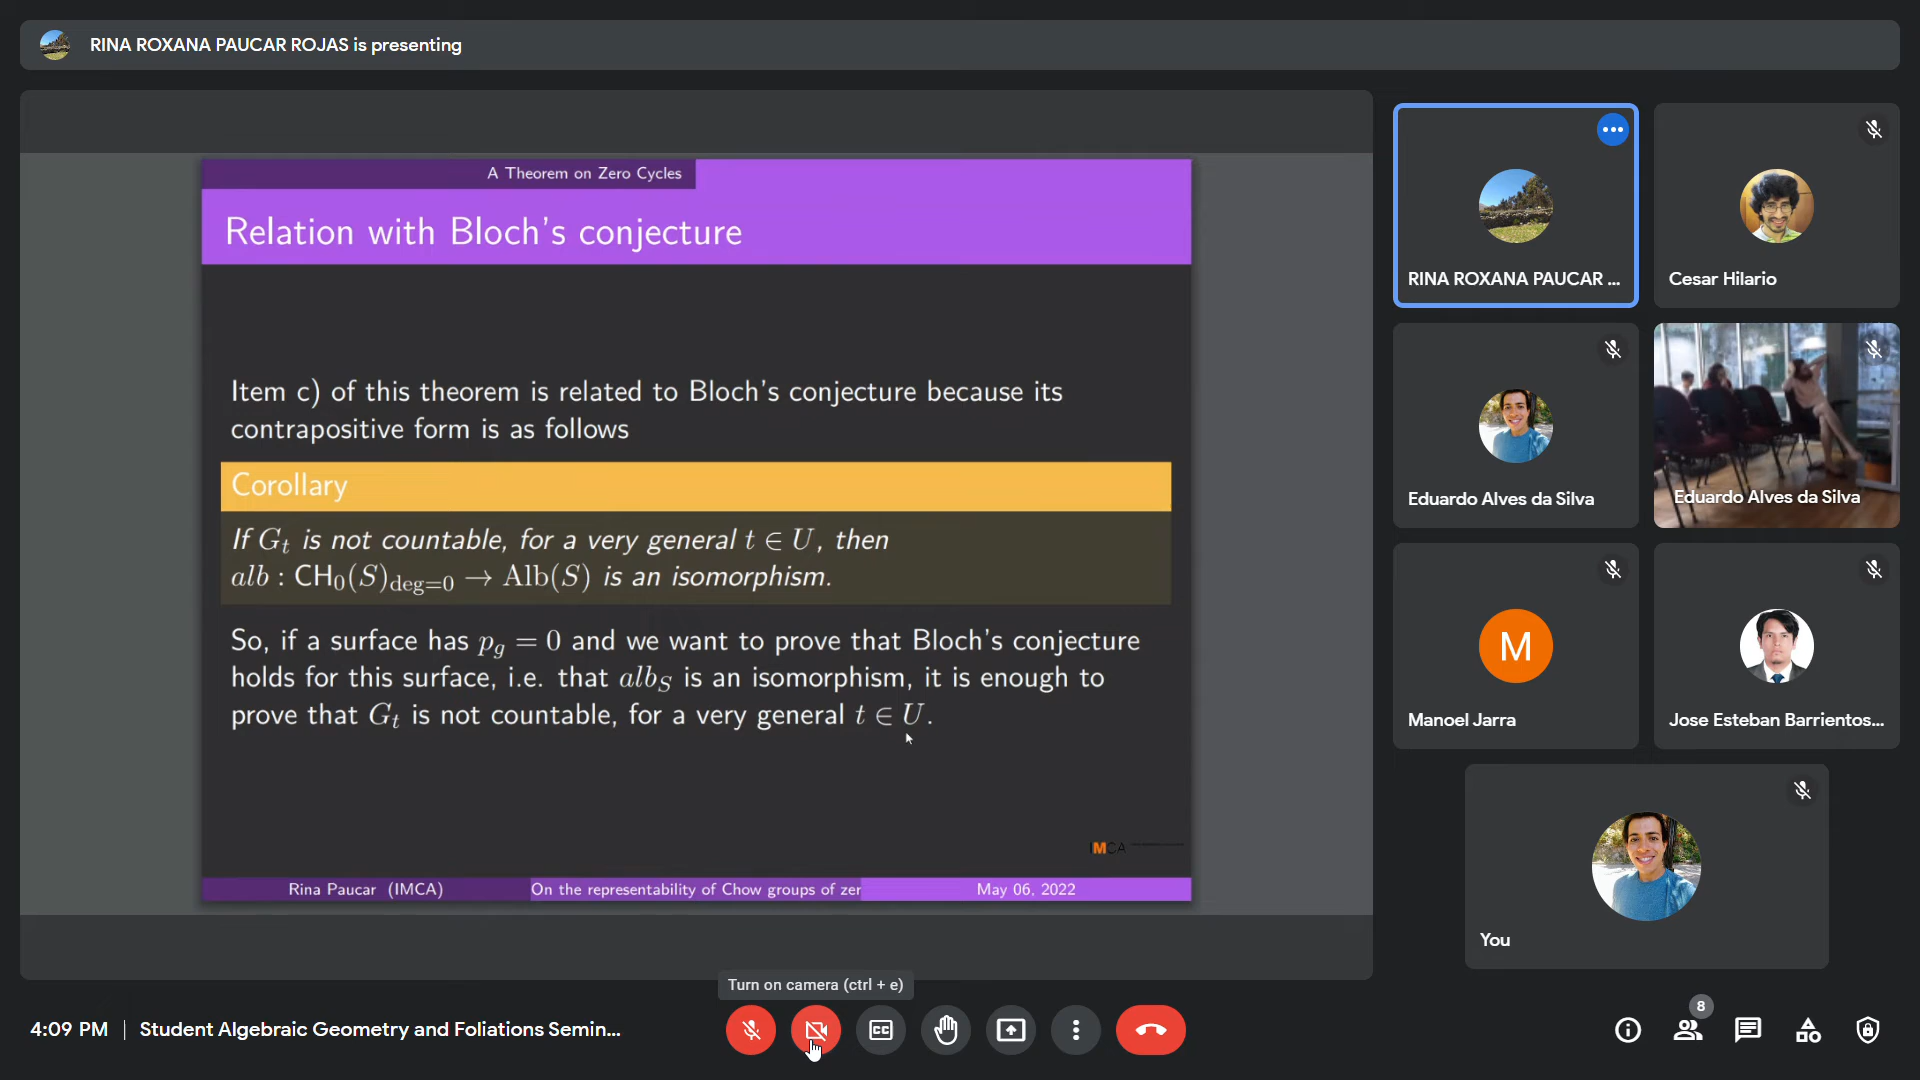 RINA ROXANA PAUCAR ROJAS is presenting
A Theorem on Zero Cycles
Relation with Bloch's conjecture
Item c) of this theorem is related to Bloch's conjecture because its
contrapositive form is as follows
Corollary
If Gₜ is not countable, for a very general t ∈ U, then
alb : CH₀(S)_{deg=0} → Alb(S) is an isomorphism.
So, if a surface has p_g = 0 and we want to prove that Bloch's conjecture
holds for this surface, i.e. that alb_S is an isomorphism, it is enough to
prove that Gₜ is not countable, for a very general t ∈ U.
IMCA
Rina Paucar (IMCA)
On the representability of Chow groups of zer
May 06, 2022
RINA ROXANA PAUCAR ...
Cesar Hilario
Eduardo Alves da Silva
Eduardo Alves da Silva
M
Manoel Jarra
Jose Esteban Barrientos...
You
Turn on camera (ctrl + e)
4:09 PM | Student Algebraic Geometry and Foliations Semin...
CC
8